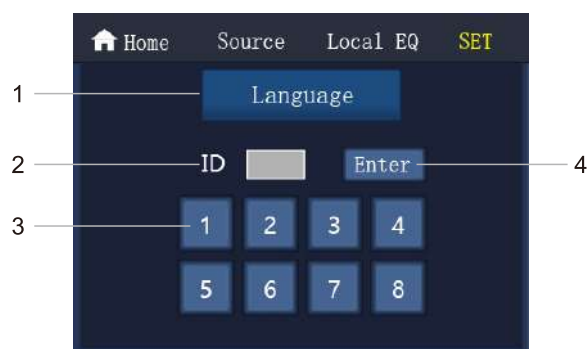 Home Source Local EQ SET
1 Language
2 ID Enter 4
3 1 2 3 4
5 6 7 8